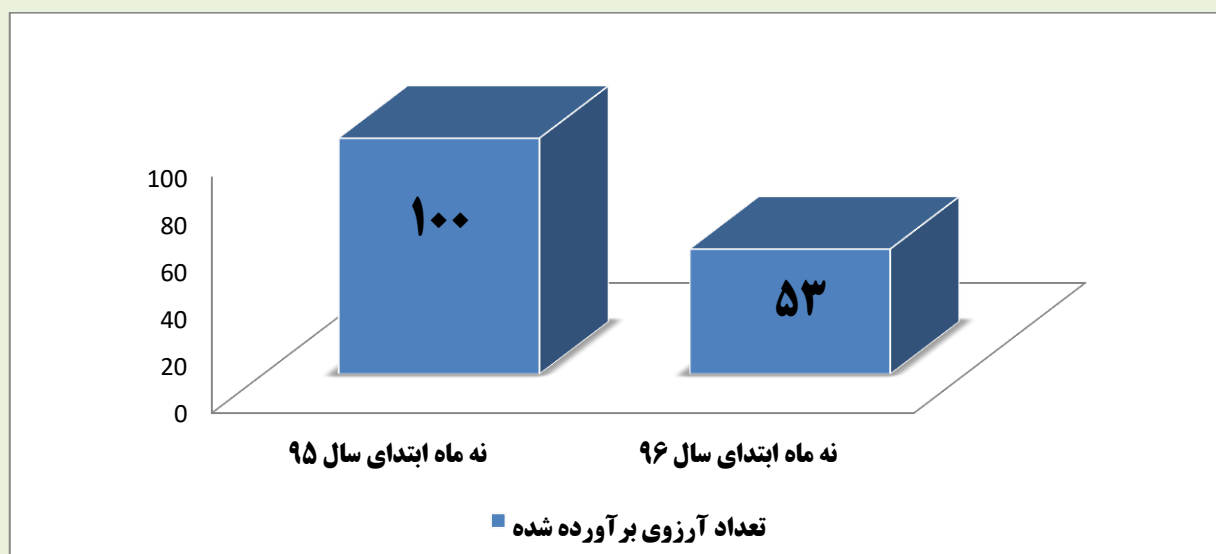 100
80
60
40
20
0
۱۰۰
۵۳
نه ماه ابتدای سال ۹۵
نه ماه ابتدای سال ۹۶
تعداد آرزوی برآورده شده